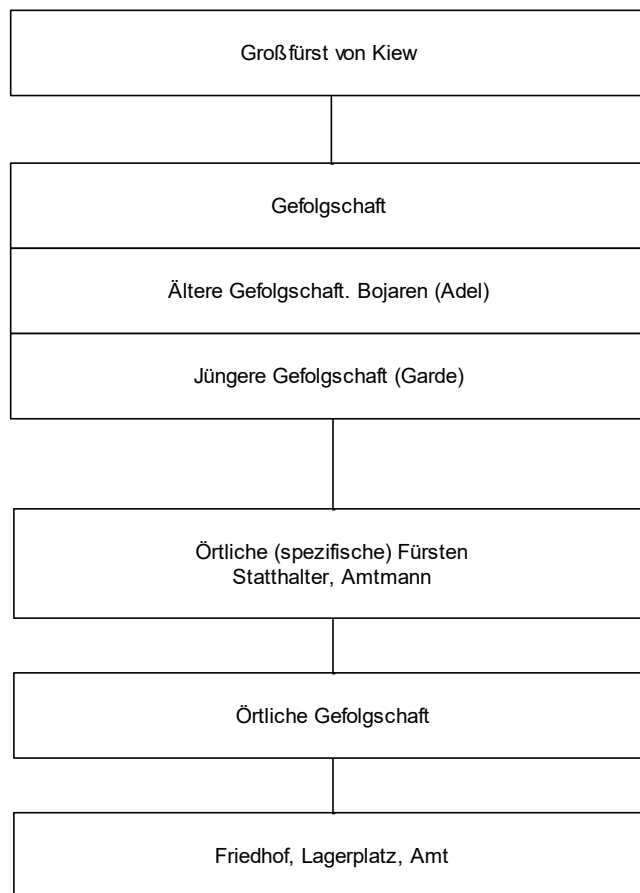 Großfürst von Kiew
Gefolgschaft
Ältere Gefolgschaft. Bojaren (Adel)
Jüngere Gefolgschaft (Garde)
Örtliche (spezifische) Fürsten
Statthalter, Amtmann
Örtliche Gefolgschaft
Friedhof, Lagerplatz, Amt